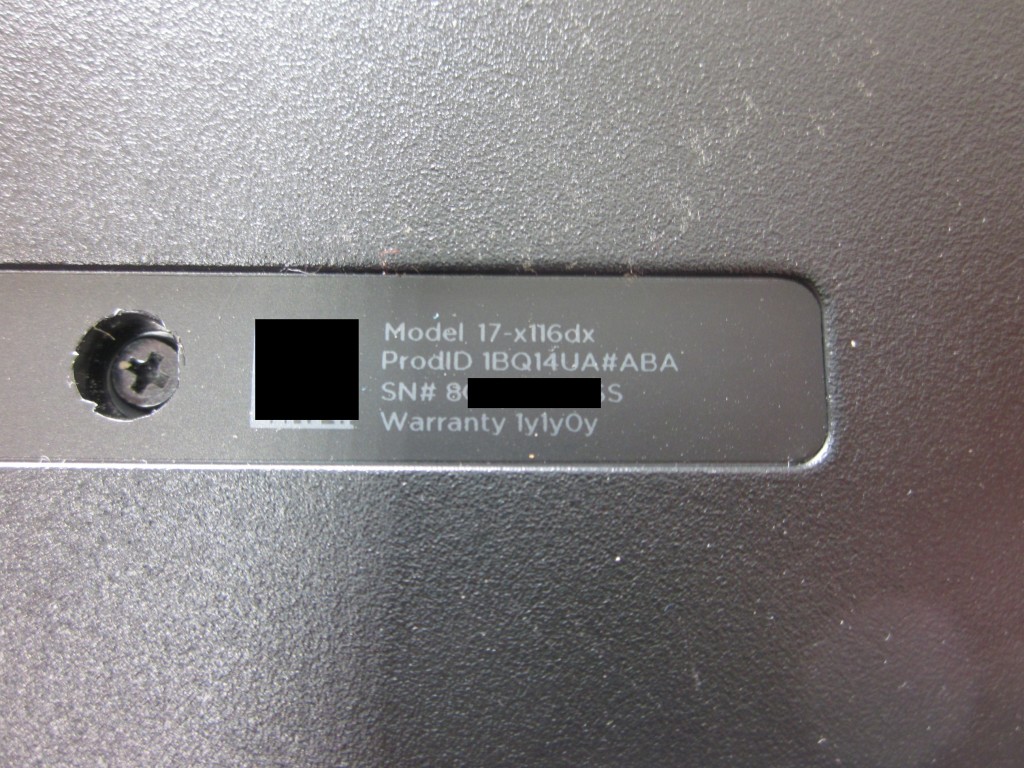 Model 17-x116dx
ProdID 1BQ14UA#ABA
SN#
Warranty 1y1y0y